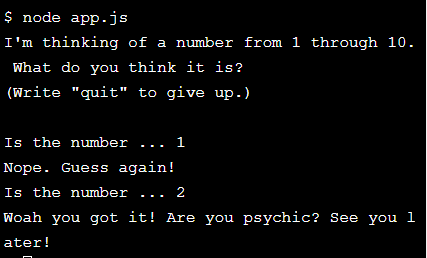 $ node app.js
I'm thinking of a number from 1 through 10.
 What do you think it is?
(Write "quit" to give up.)

Is the number ... 1
Nope. Guess again!
Is the number ... 2
Woah you got it! Are you psychic? See you l
ater!